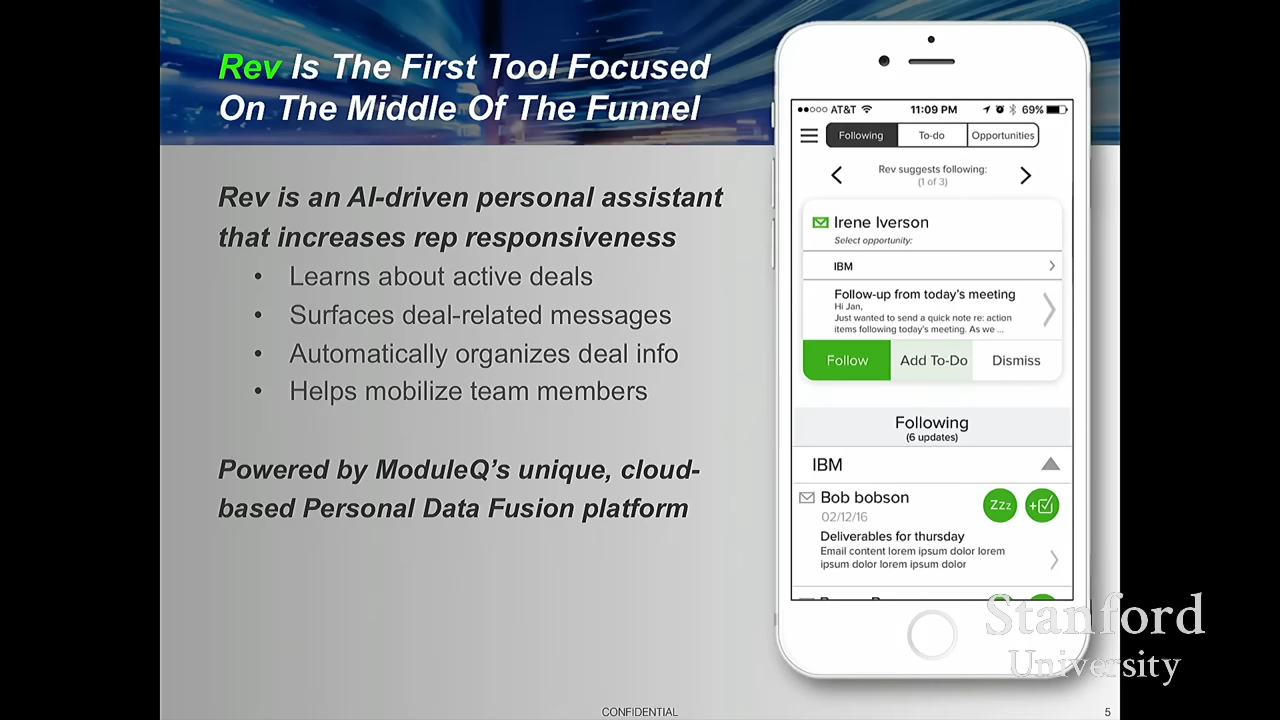 Rev Is The First Tool Focused
On The Middle Of The Funnel
Rev is an AI-driven personal assistant
that increases rep responsiveness
• Learns about active deals
• Surfaces deal-related messages
• Automatically organizes deal info
• Helps mobilize team members
Powered by ModuleQ's unique, cloud-
based Personal Data Fusion platform
AT&T 11:09 PM 69%
Following To-do Opportunities
Rev suggests following:
(1 of 3)
Irene Iverson
Select opportunity:
IBM
Follow-up from today's meeting
Hi Jan,
Just wanted to send a quick note re: action
items following today's meeting. As we ...
Follow Add To-Do Dismiss
Following
(6 updates)
IBM
Bob bobson
02/12/16
Zzz
Deliverables for thursday
Email content lorem ipsum dolor lorem
ipsum dolor lorem ipsum dolor
Stanford
University
CONFIDENTIAL
5